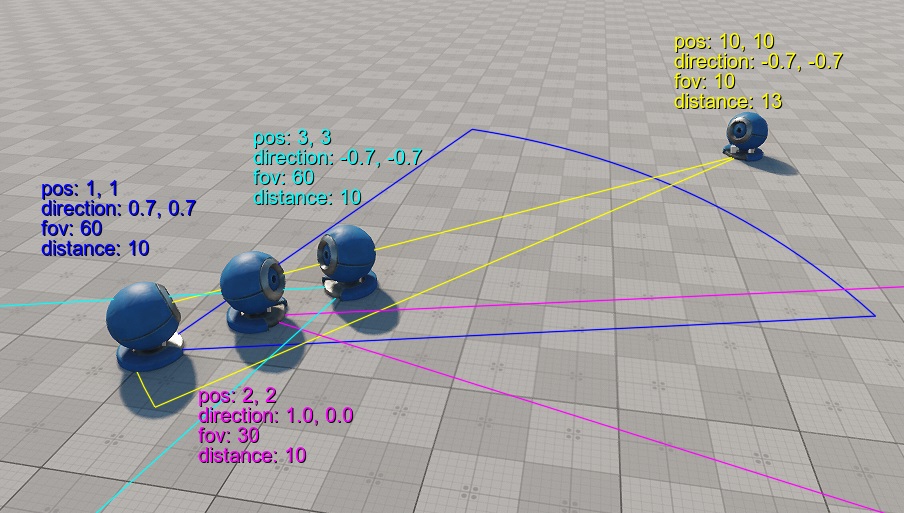 pos: 10, 10
direction: -0.7, -0.7
fov: 10
distance: 13
pos: 3, 3
direction: -0.7, -0.7
fov: 60
distance: 10
pos: 1, 1
direction: 0.7, 0.7
fov: 60
distance: 10
pos: 2, 2
direction: 1.0, 0.0
fov: 30
distance: 10